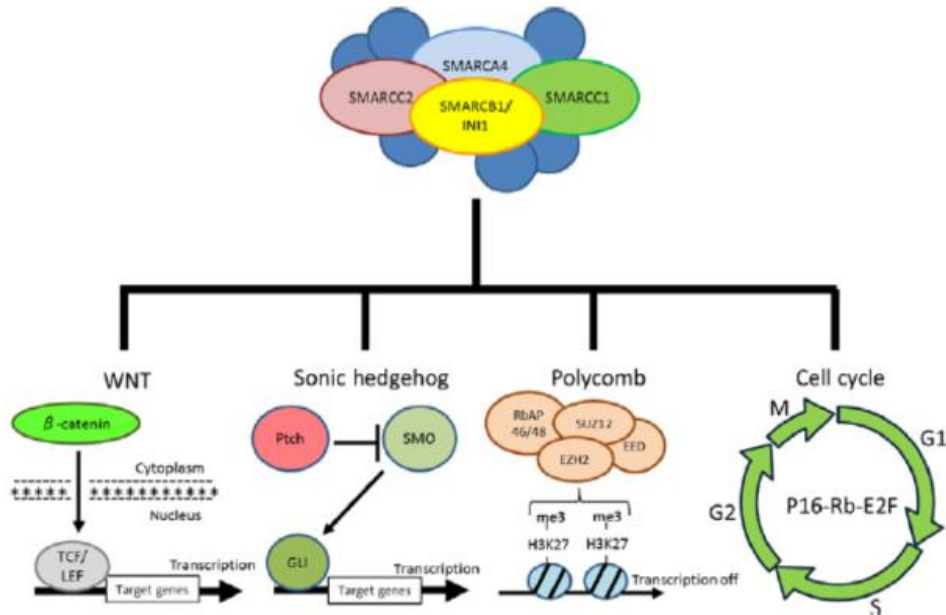 SMARCA4
SMARCC2
SMARCC1
SMARCB1/
INI1
WNT
Sonic hedgehog
Polycomb
Cell cycle
β-catenin
Cytoplasm
Nucleus
TCF/
LEF
Transcription
Target genes
Ptch
SMO
GLI
Transcription
Target genes
RbAP
46/48
SUZ12
EED
EZH2
me3
me3
H3K27
H3K27
Transcription off
M
G1
G2
P16-Rb-E2F
S